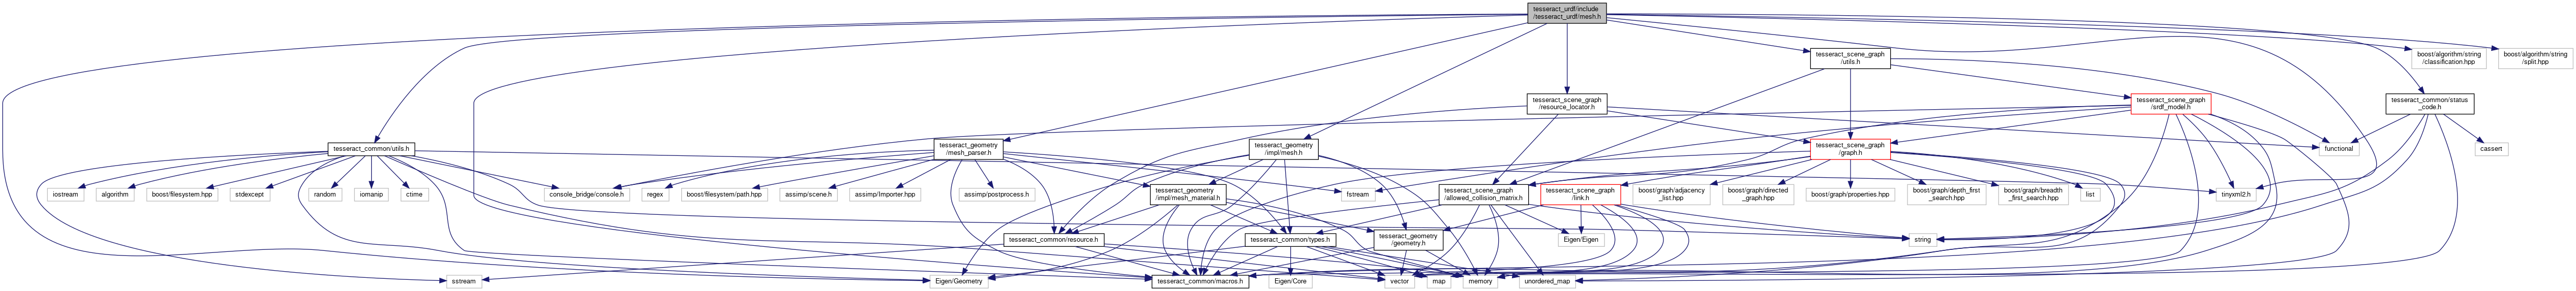 tesseract_urdf/include
/tesseract_urdf/mesh.h
tesseract_scene_graph
/utils.h
boost/algorithm/string
/classification.hpp
boost/algorithm/string
/split.hpp
tesseract_scene_graph
/resource_locator.h
tesseract_scene_graph
/srdf_model.h
tesseract_common/status
_code.h
tesseract_common/utils.h
tesseract_geometry
/mesh_parser.h
tesseract_geometry
/impl/mesh.h
tesseract_scene_graph
/graph.h
functional
cassert
iostream
algorithm
boost/filesystem.hpp
stdexcept
random
iomanip
ctime
console_bridge/console.h
regex
boost/filesystem/path.hpp
assimp/scene.h
assimp/Importer.hpp
assimp/postprocess.h
tesseract_geometry
/impl/mesh_material.h
fstream
tesseract_scene_graph
/allowed_collision_matrix.h
tesseract_scene_graph
/link.h
boost/graph/adjacency
_list.hpp
boost/graph/directed
_graph.hpp
boost/graph/properties.hpp
boost/graph/depth_first
_search.hpp
boost/graph/breadth
_first_search.hpp
list
tinyxml2.h
tesseract_common/resource.h
tesseract_common/types.h
tesseract_geometry
/geometry.h
Eigen/Eigen
string
sstream
Eigen/Geometry
tesseract_common/macros.h
Eigen/Core
vector
map
memory
unordered_map